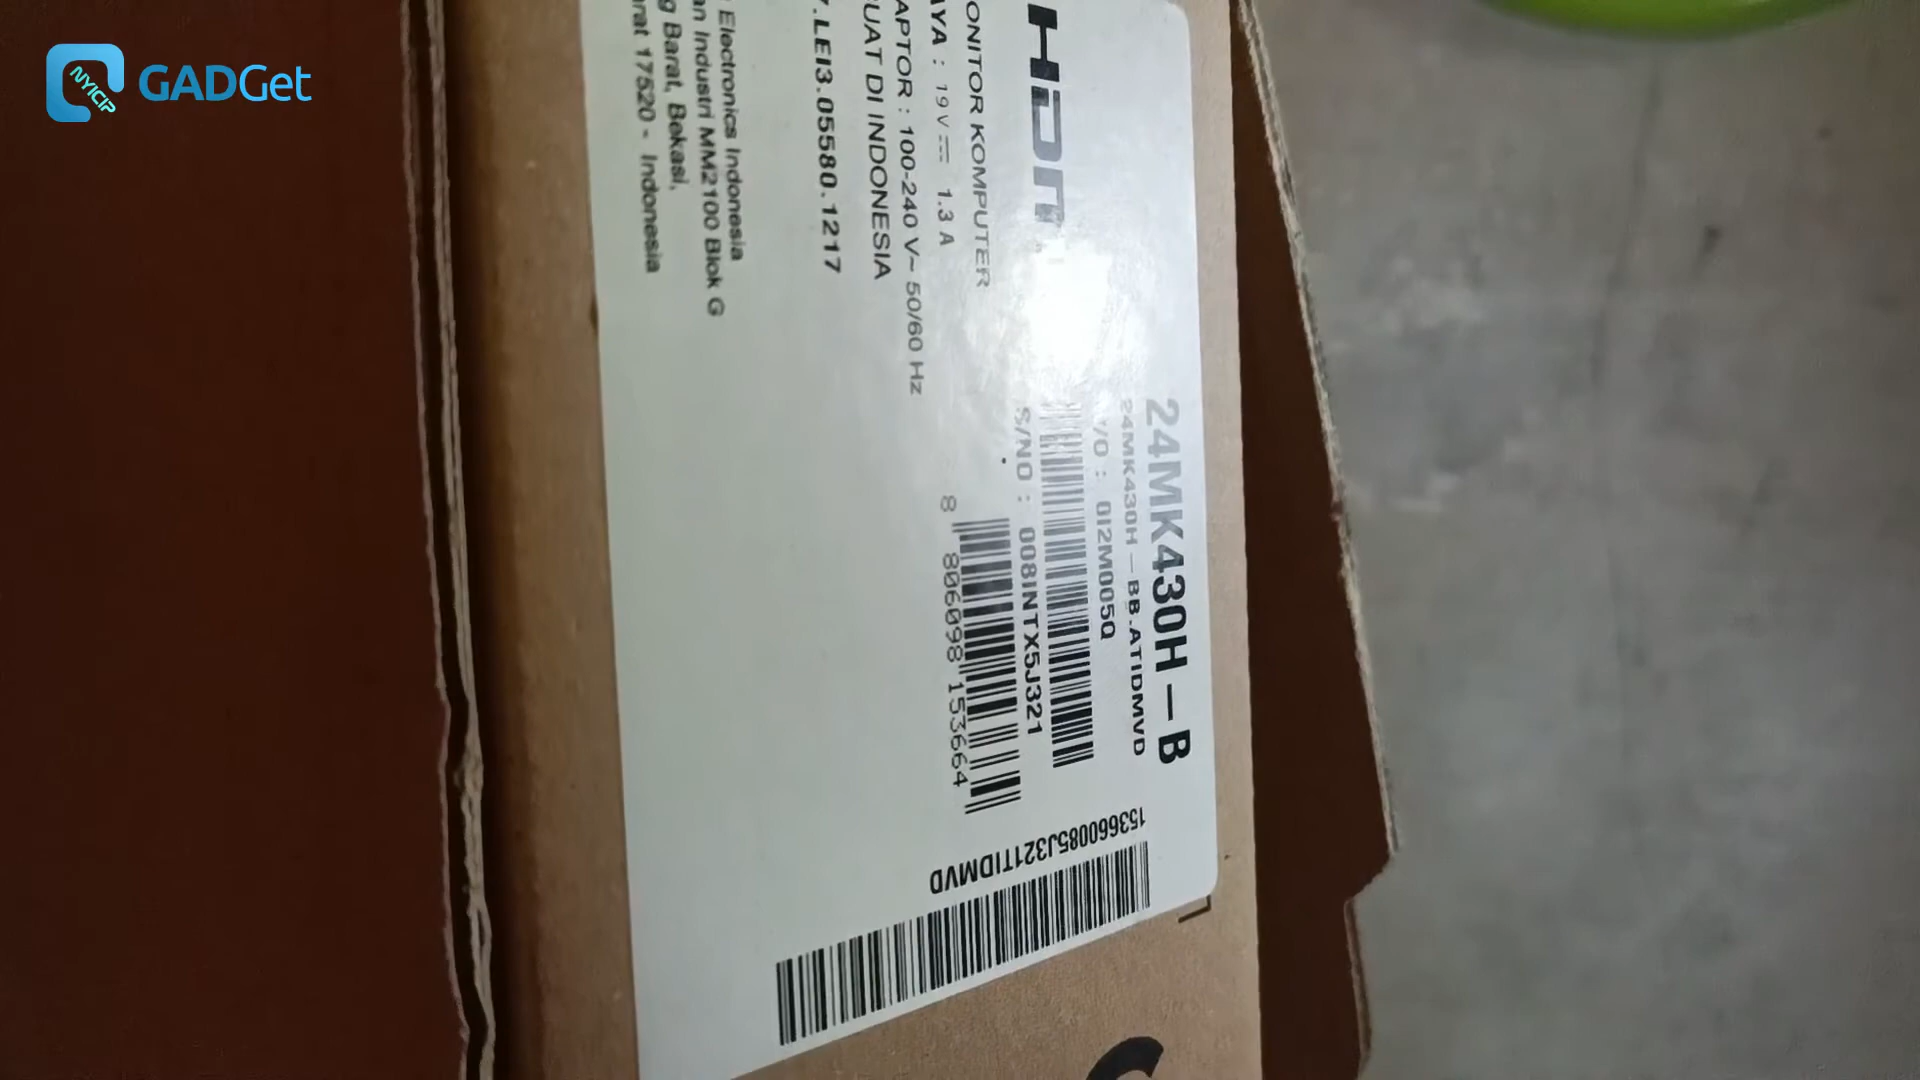 NYICIP
GADGet
24MK430H-B
24MK430H-BB.ATIDMVD
/O : 0I2M005Q
S/NO : 008INTX5J321
8 806098 153664
ONITOR KOMPUTER
AYA : 19V 1.3 A
APTOR : 100-240 V~ 50/60 Hz
UAT DI INDONESIA
.LEI3.05580.1217
Electronics Indonesia
an Industri MM2100 Blok G
g Barat, Bekasi,
arat 17520 - Indonesia
153660085J321TIDMVD